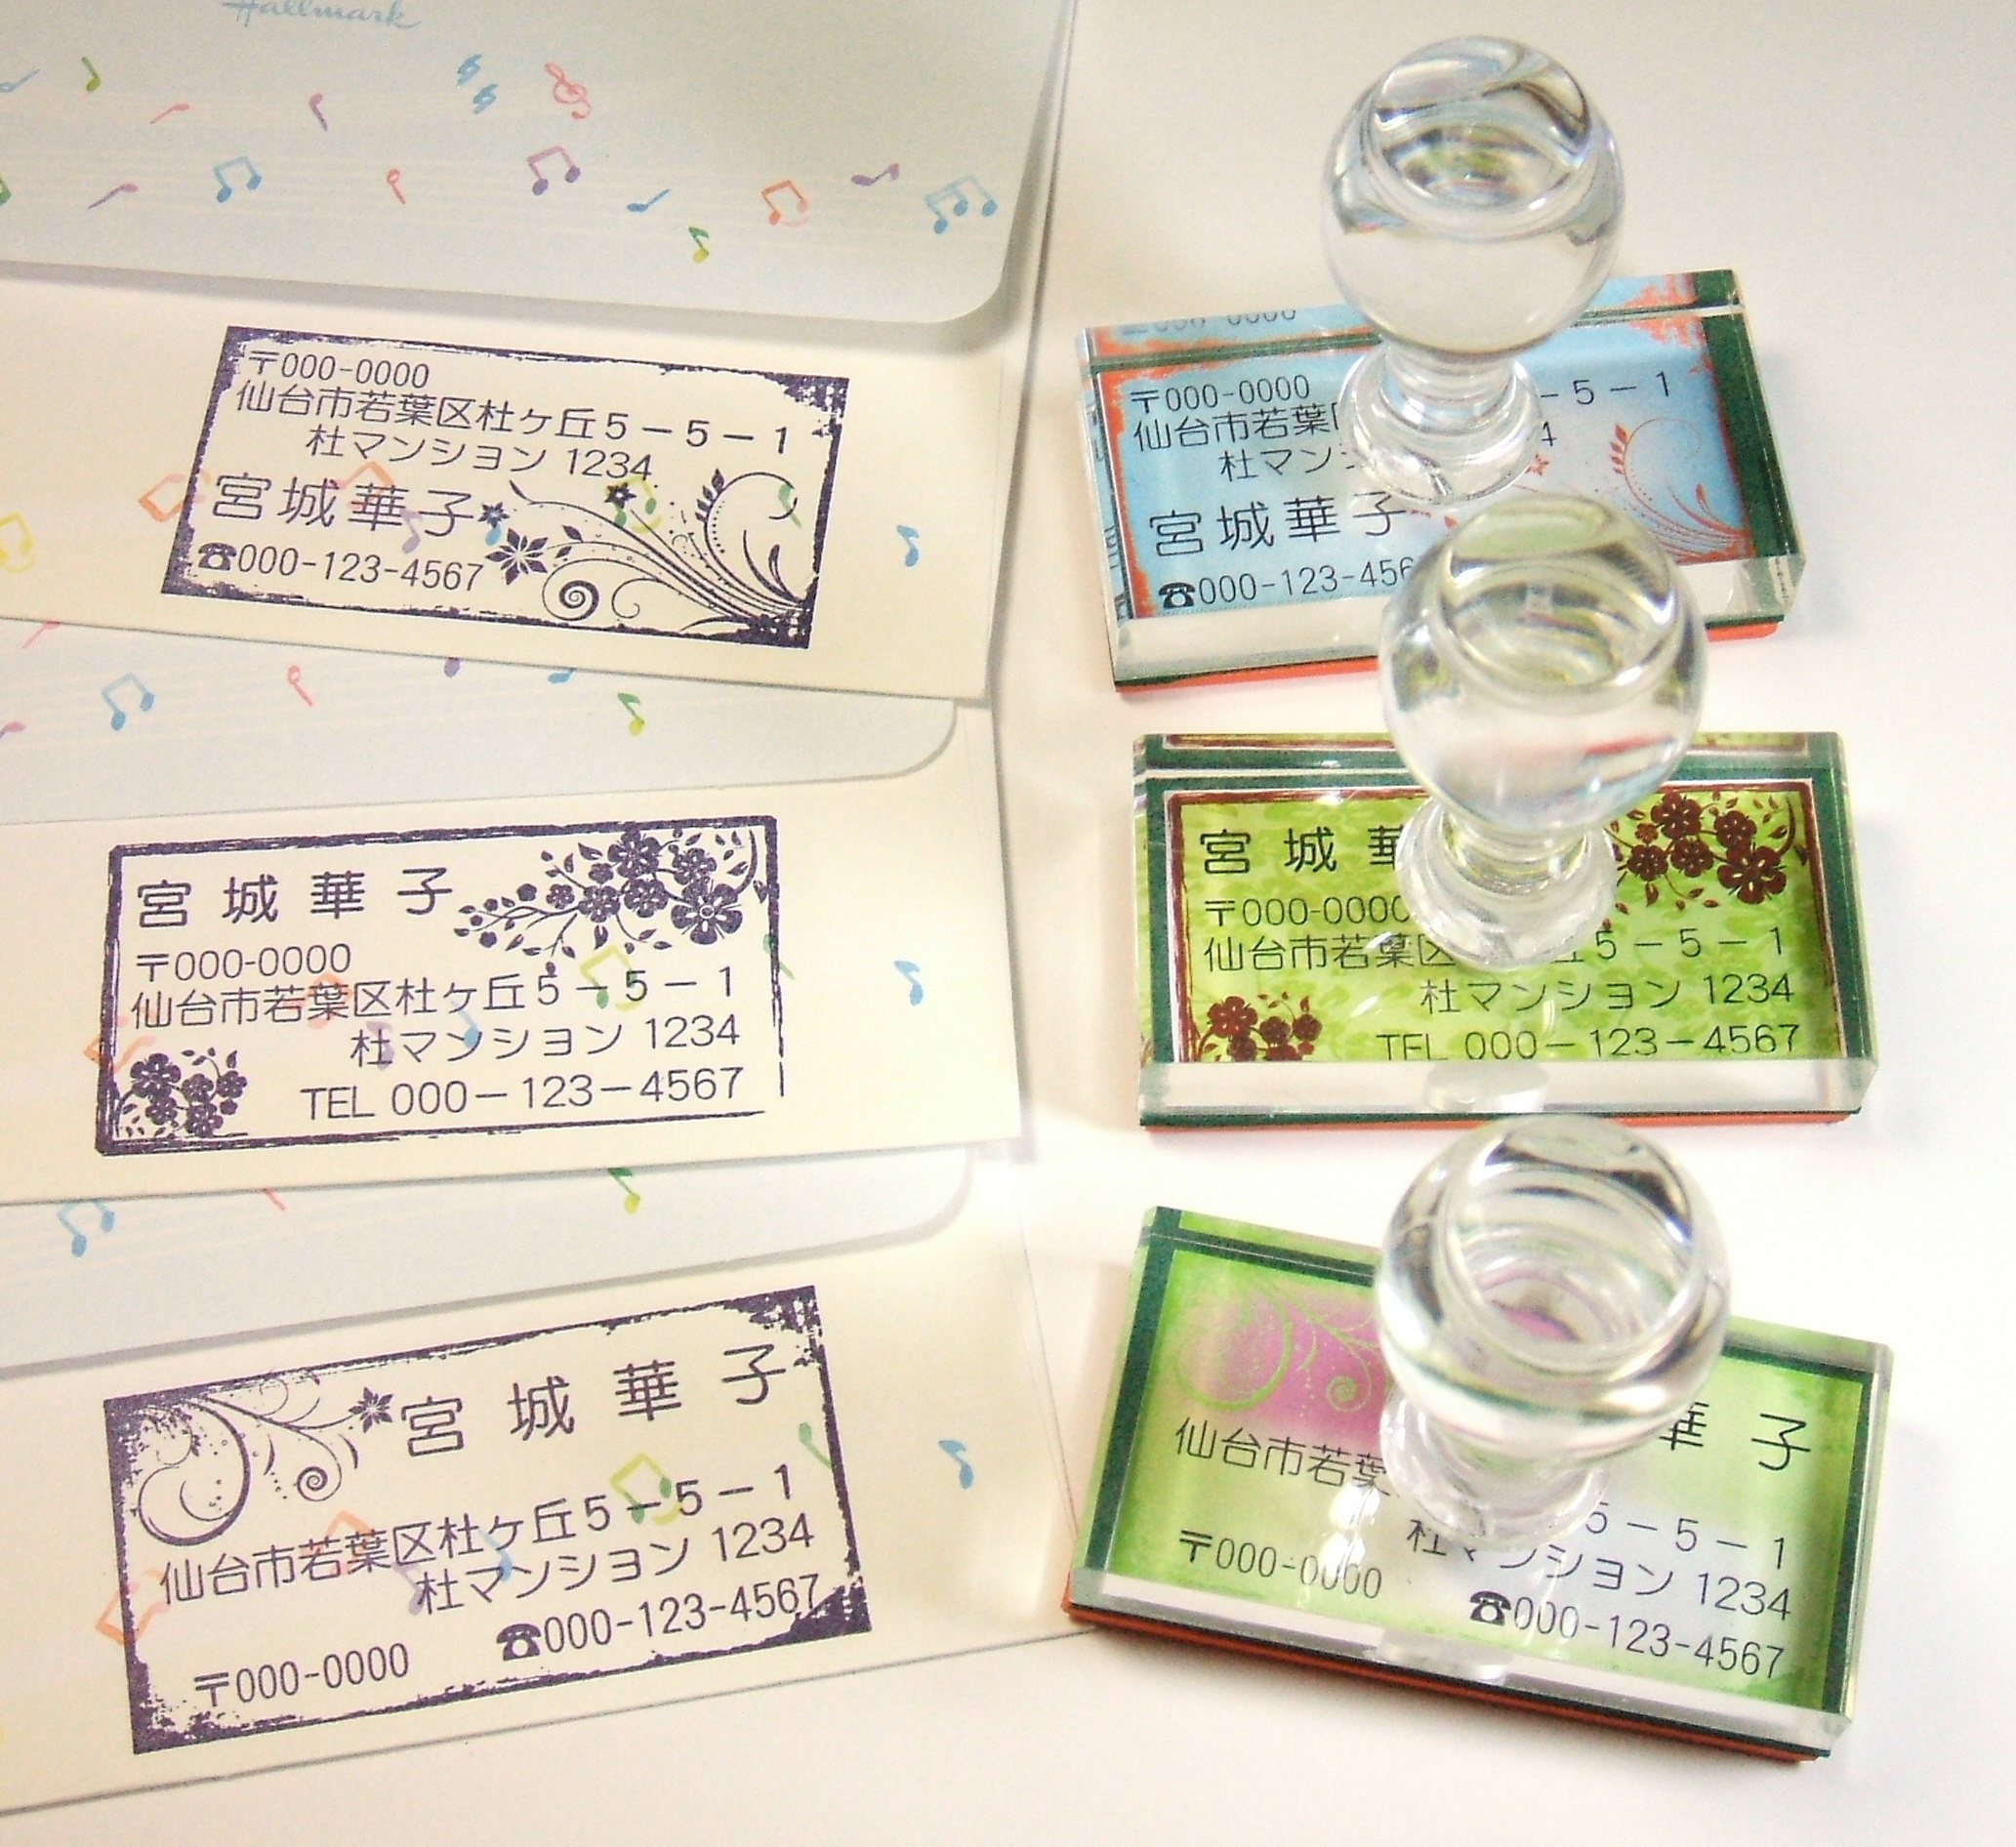 Hallmark
〒000-0000
仙台市若葉区杜ヶ丘5-5-1
杜マンション 1234
宮城華子
☎000-123-4567
宮城華子
〒000-0000
仙台市若葉区杜ヶ丘5-5-1
杜マンション 1234
TEL 000-123-4567
宮城華子
仙台市若葉区杜ヶ丘5-5-1
杜マンション 1234
☎000-123-4567
〒000-0000
〒000-0000
仙台市若葉 -5-1
杜マン 4
宮城華子
☎000-123-456
宮城
〒000-0000
仙台市若葉区 5-5-1
杜マンション 1234
TEL 000-123-4567
華子
仙台市若葉 5-5-1
杜マンション 1234
〒000-0000
☎000-123-4567